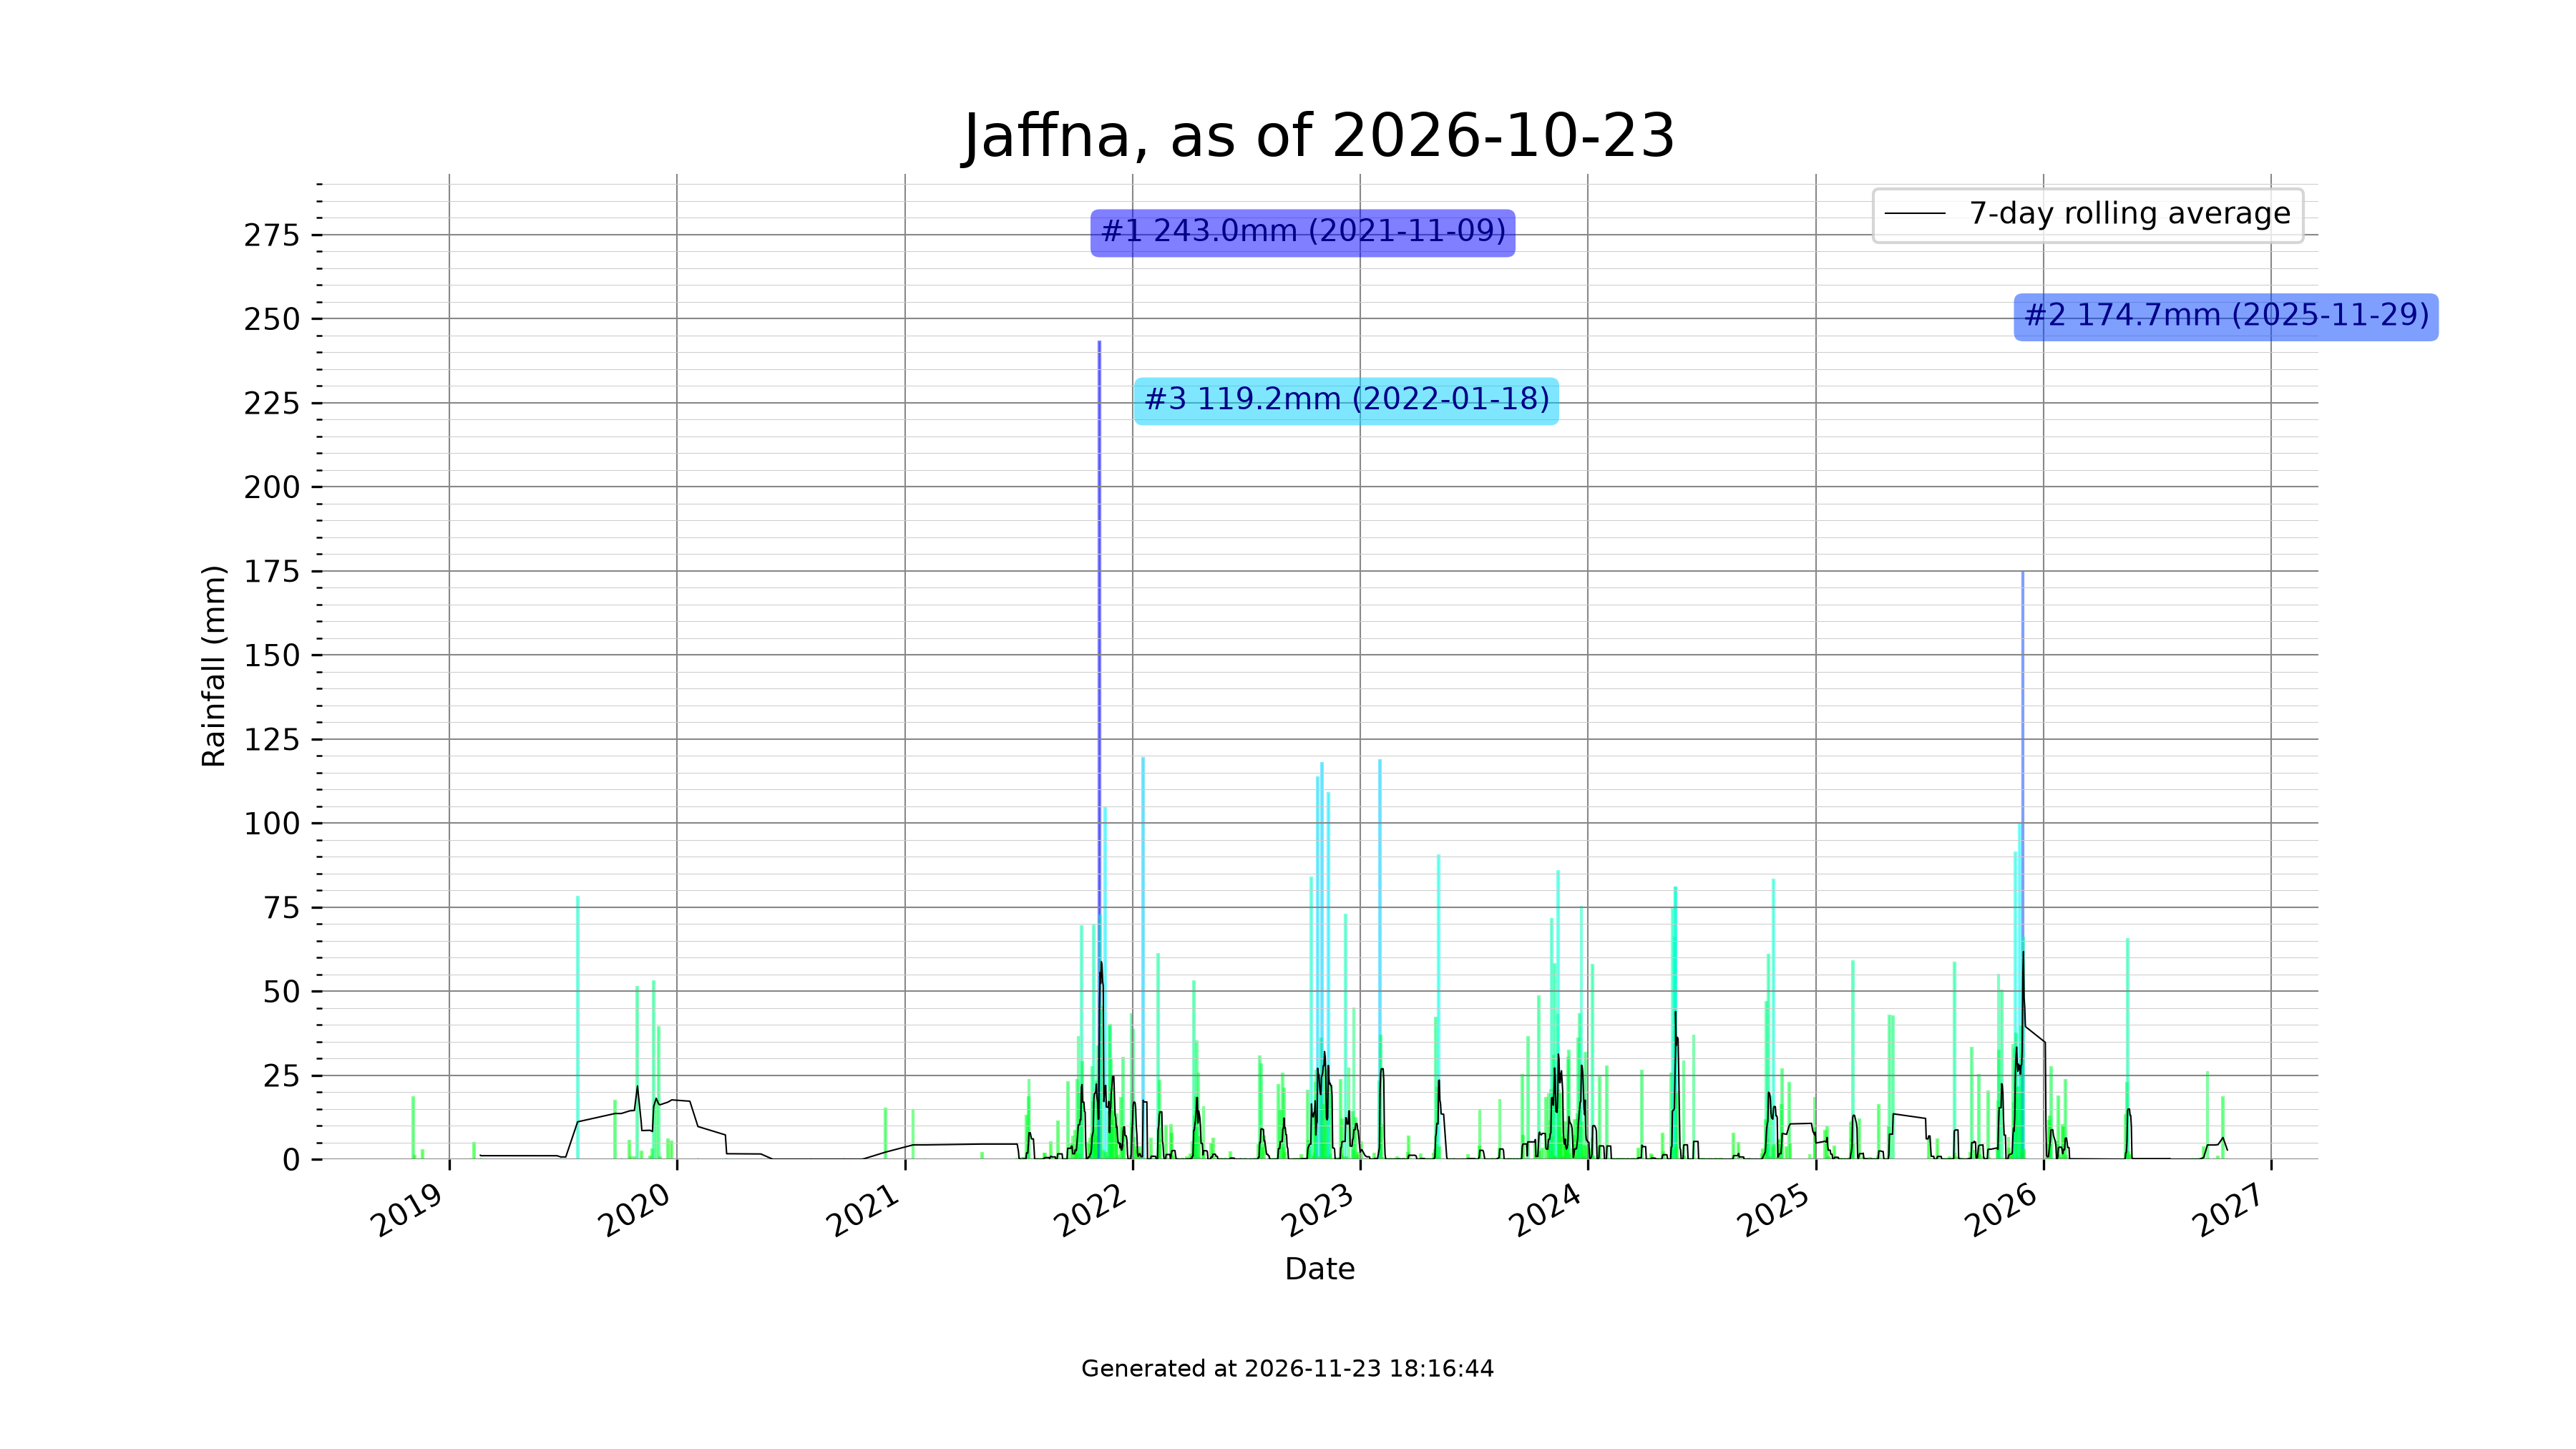 Jaffna, as of 2026-10-23
7-day rolling average
#1 243.0mm (2021-11-09)
#2 174.7mm (2025-11-29)
#3 119.2mm (2022-01-18)
Rainfall (mm)
275
250
225
200
175
150
125
100
75
50
25
0
2019 2020 2021 2022 2023 2024 2025 2026 2027
Date
Generated at 2026-11-23 18:16:44